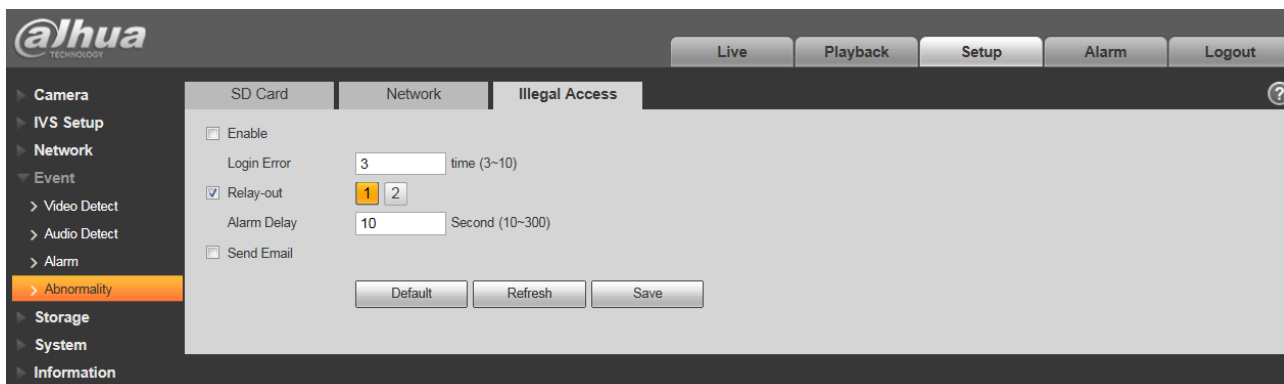 alhua
TECHNOLOGY
Live Playback Setup Alarm Logout
Camera
IVS Setup
Network
Event
Video Detect
Audio Detect
Alarm
Abnormality
Storage
System
Information
SD Card Network Illegal Access ?
Enable
Login Error 3 time (3~10)
Relay-out 1 2
Alarm Delay 10 Second (10~300)
Send Email
Default Refresh Save